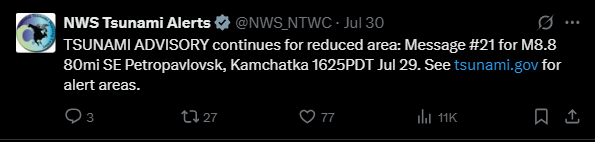 NWS Tsunami Alerts @NWS_NTWC · Jul 30
TSUNAMI ADVISORY continues for reduced area: Message #21 for M8.8
80mi SE Petropavlovsk, Kamchatka 1625PDT Jul 29. See tsunami.gov for
alert areas.
3 27 77 11K